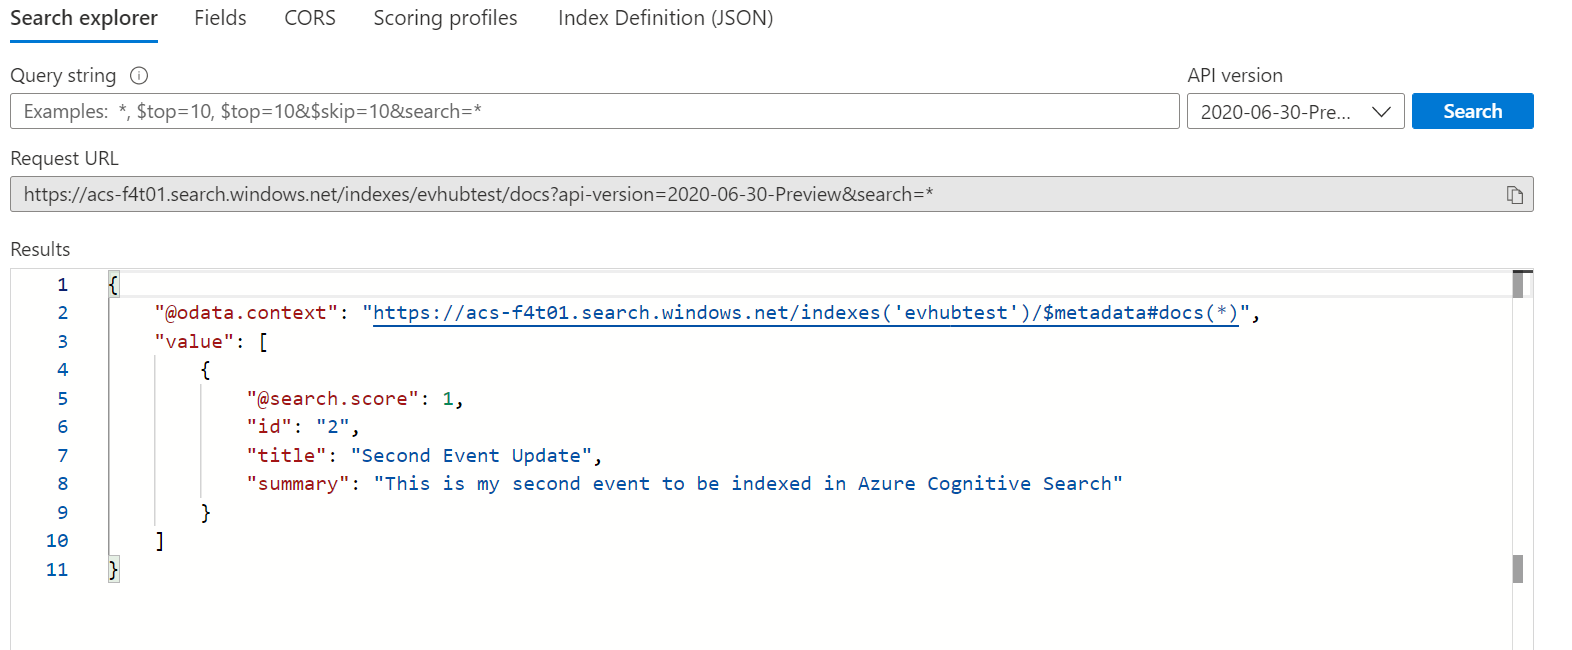 Search explorer Fields CORS Scoring profiles Index Definition (JSON)
Query string
API version
Examples: *, $top=10, $top=10&$skip=10&search=*
2020-06-30-Pre...
Search
Request URL
https://acs-f4t01.search.windows.net/indexes/evhubtest/docs?api-version=2020-06-30-Preview&search=*
Results
1 {
2 "@odata.context": "https://acs-f4t01.search.windows.net/indexes('evhubtest')/$metadata#docs(*)",
3 "value": [
4 {
5 "@search.score": 1,
6 "id": "2",
7 "title": "Second Event Update",
8 "summary": "This is my second event to be indexed in Azure Cognitive Search"
9 }
10 ]
11 }